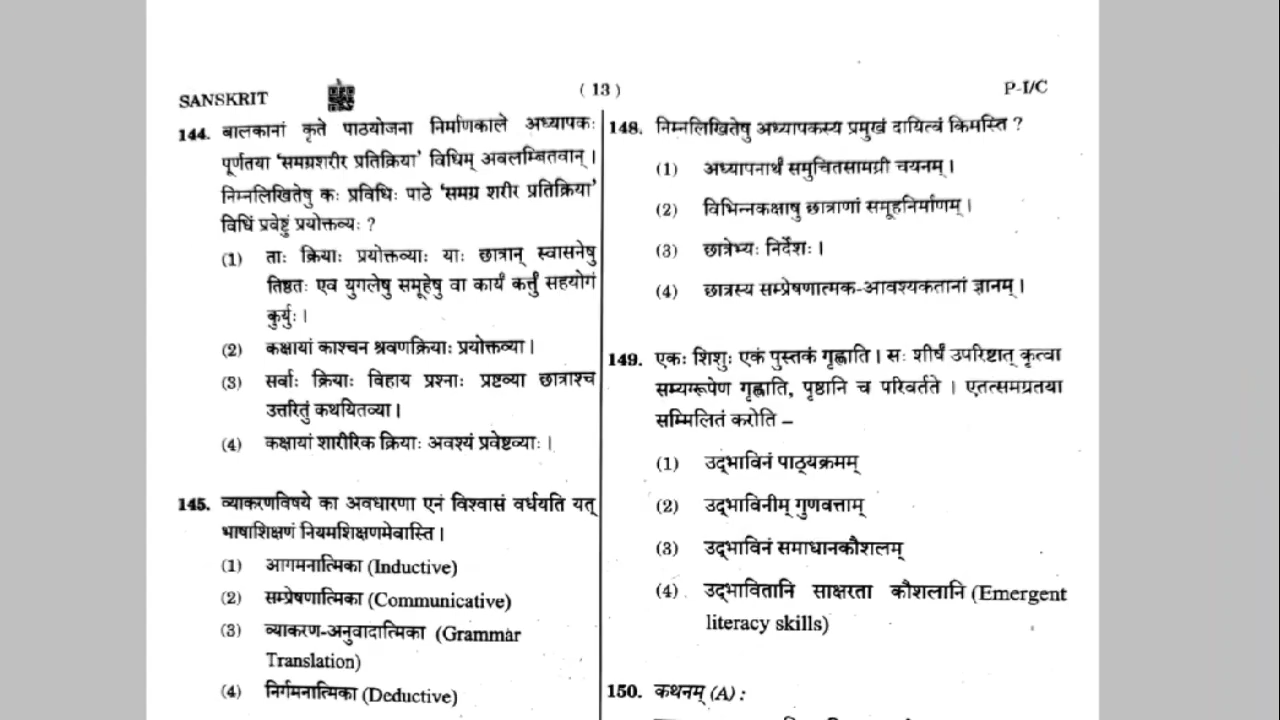 SANSKRIT
( 13 )
P-I/C
144. बालकानां कृते पाठयोजना निर्माणकाले अध्यापकः
पूर्णतया ‘समग्रशरीर प्रतिक्रिया’ विधिम् अवलम्बितवान् ।
निम्नलिखितेषु कः प्रविधिः पाठे ‘समग्र शरीर प्रतिक्रिया’
विधिं प्रवेष्टुं प्रयोक्तव्यः ?
(1) ताः क्रियाः प्रयोक्तव्याः याः छात्रान् स्वासनेषु
तिष्ठतः एव युगलेषु समूहेषु वा कार्यं कर्त्तुं सहयोगं
कुर्युः ।
(2) कक्षायां काश्चन श्रवणक्रियाः प्रयोक्तव्या ।
(3) सर्वाः क्रियाः विहाय प्रश्नाः प्रष्टव्या छात्राश्च
उत्तरितुं कथयितव्या ।
(4) कक्षायां शारीरिक क्रियाः अवश्यं प्रवेष्टव्याः ।
145. व्याकरणविषये का अवधारणा एनं विश्वासं वर्धयति यत्
भाषाशिक्षणं नियमशिक्षणमेवास्ति ।
(1) आगमनात्मिका (Inductive)
(2) सम्प्रेषणात्मिका (Communicative)
(3) व्याकरण-अनुवादात्मिका (Grammar
Translation)
(4) निर्गमनात्मिका (Deductive)
148. निम्नलिखितेषु अध्यापकस्य प्रमुखं दायित्वं किमस्ति ?
(1) अध्यापनार्थं समुचितसामग्री चयनम् ।
(2) विभिन्नकक्षाषु छात्राणां समूहनिर्माणम् ।
(3) छात्रेभ्यः निर्देशः ।
(4) छात्रस्य सम्प्रेषणात्मक-आवश्यकतानां ज्ञानम् ।
149. एकः शिशुः एकं पुस्तकं गृह्णाति । सः शीर्षं उपरिष्टात् कृत्वा
सम्यग्रूपेण गृह्णाति, पृष्ठानि च परिवर्तते । एतत्समग्रतया
सम्मिलितं करोति –
(1) उद्भाविनं पाठ्यक्रमम्
(2) उद्भाविनीम् गुणवत्ताम्
(3) उद्भाविनं समाधानकौशलम्
(4) उद्भावितानि साक्षरता कौशलानि (Emergent
literacy skills)
150. कथनम् (A) :